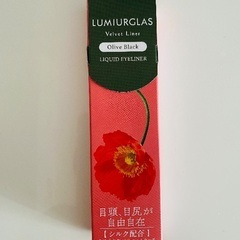 LUMIURGLAS
Velvet Liner
Olive Black
LIQUID EYELINER
目頭、目尻が
自由自在
【シルク配合】